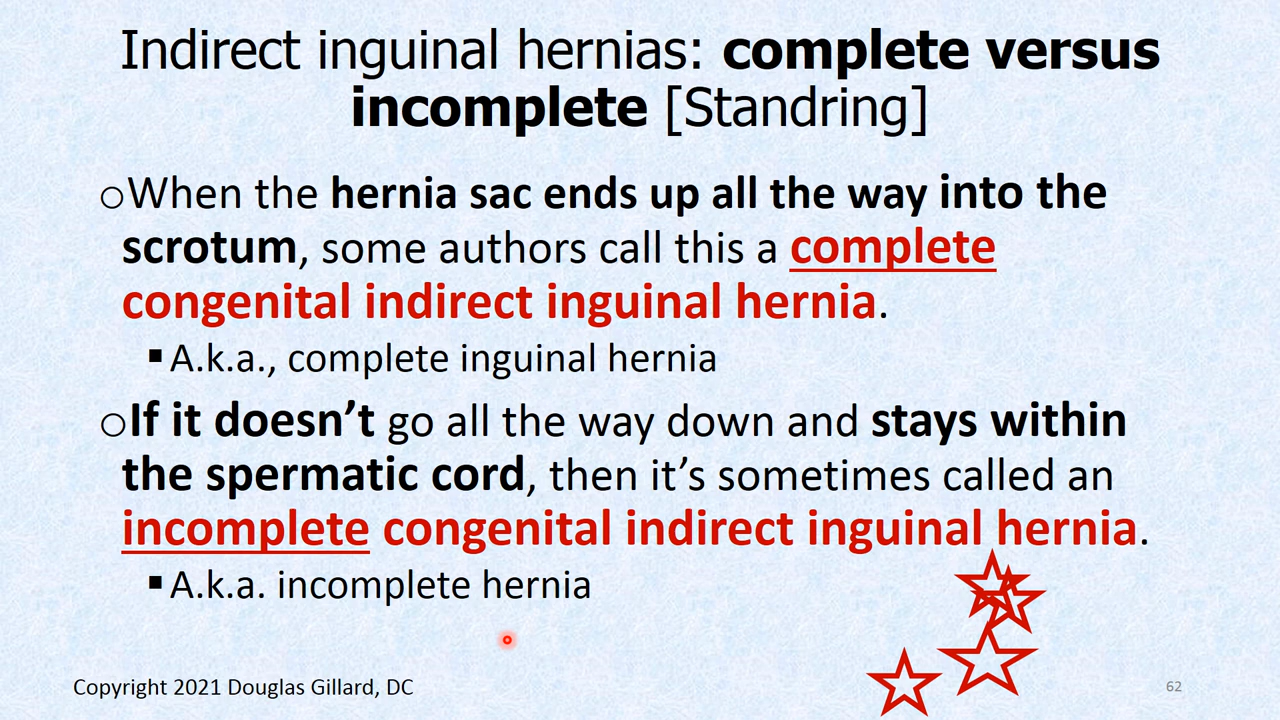 Indirect inguinal hernias: complete versus
incomplete [Standring]
○When the hernia sac ends up all the way into the
scrotum, some authors call this a complete
congenital indirect inguinal hernia.
▪A.k.a., complete inguinal hernia
○If it doesn’t go all the way down and stays within
the spermatic cord, then it’s sometimes called an
incomplete congenital indirect inguinal hernia.
▪A.k.a. incomplete hernia
Copyright 2021 Douglas Gillard, DC
62